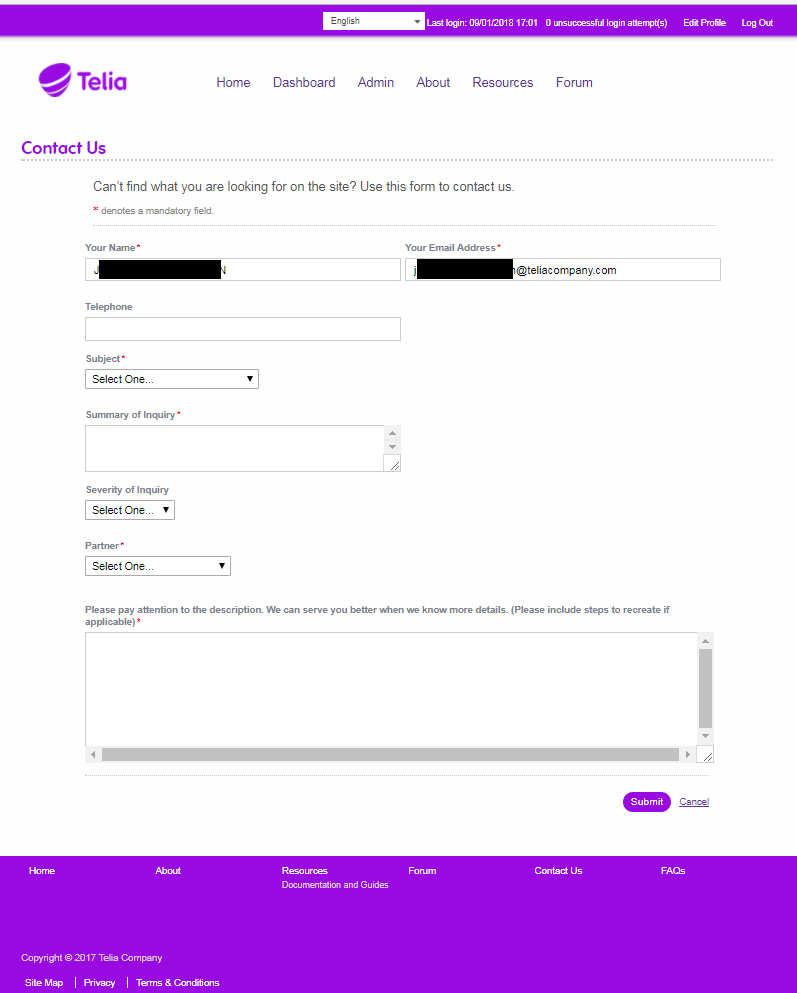 English Last login: 09/01/2018 17:01 0 unsuccessful login attempt(s) Edit Profile Log Out
Telia Home Dashboard Admin About Resources Forum
Contact Us
Can't find what you are looking for on the site? Use this form to contact us.
* denotes a mandatory field.
Your Name* Your Email Address*
J N j @teliacompany.com
Telephone
Subject*
Select One...
Summary of Inquiry*
Severity of Inquiry
Select One...
Partner*
Select One...
Please pay attention to the description. We can serve you better when we know more details. (Please include steps to recreate if
applicable)*
Submit Cancel
Home About Resources Forum Contact Us FAQs
Documentation and Guides
Copyright © 2017 Telia Company
Site Map | Privacy | Terms & Conditions